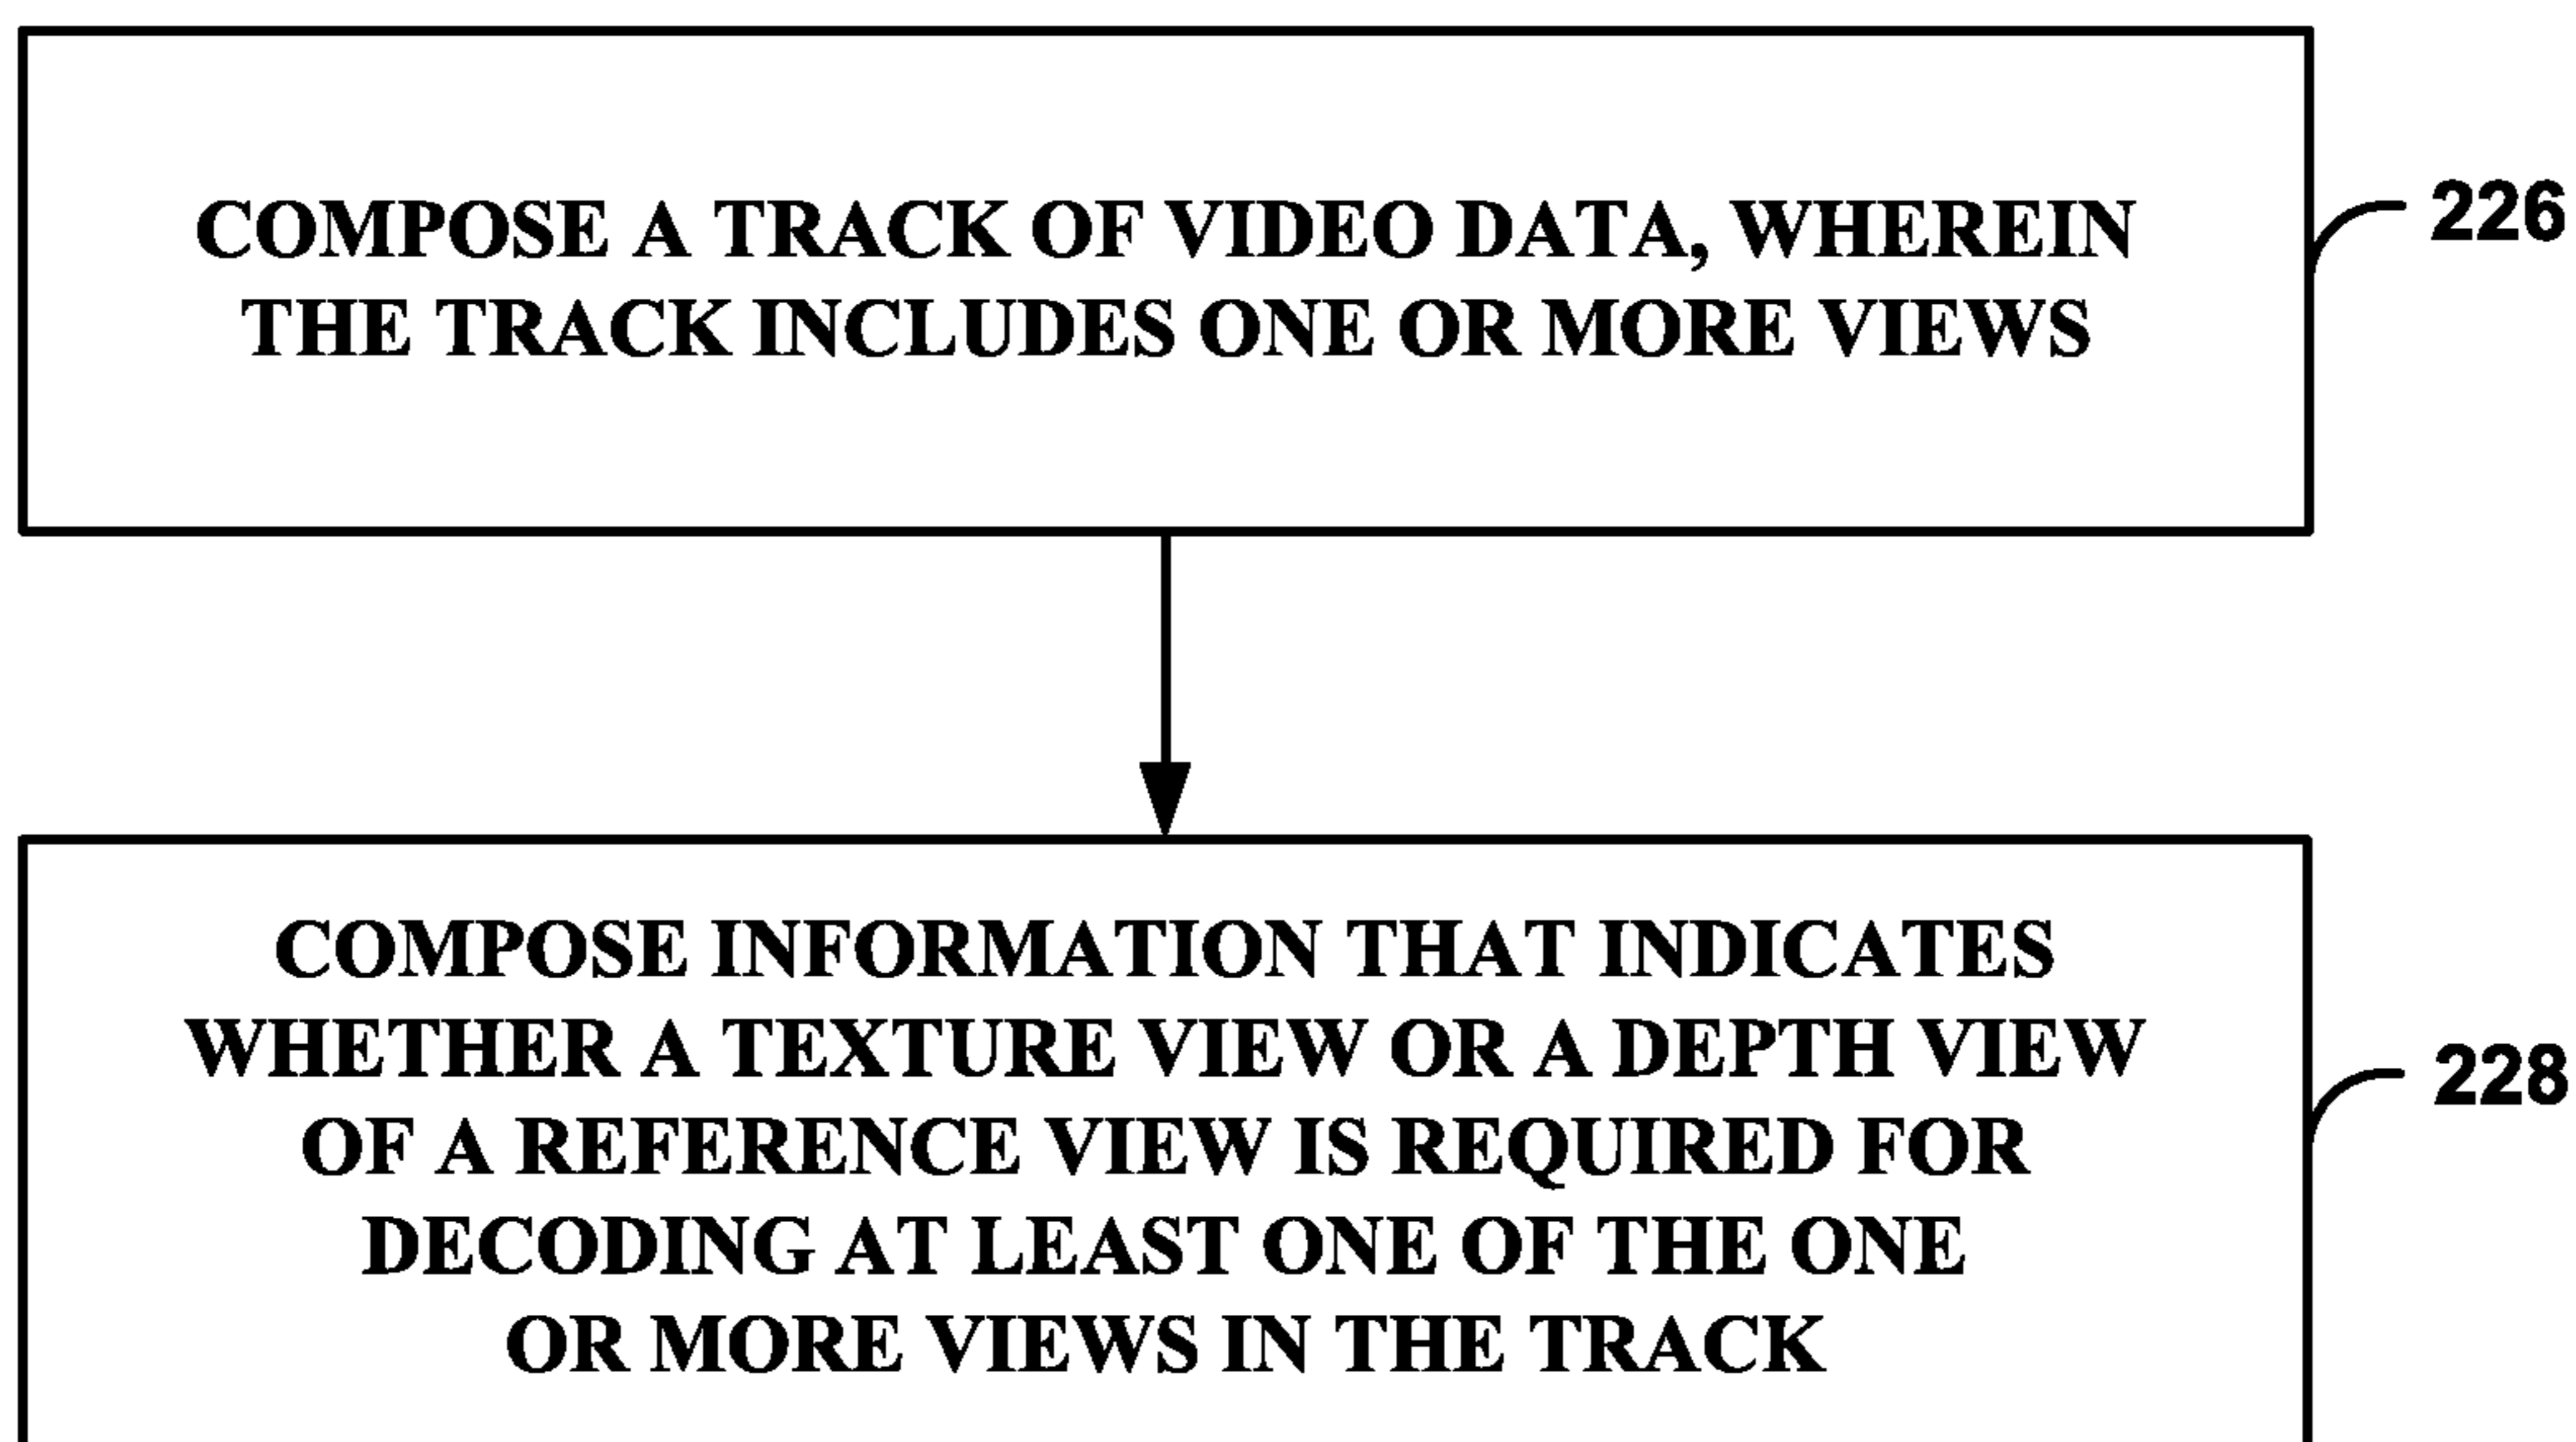 COMPOSE A TRACK OF VIDEO DATA, WHEREIN
THE TRACK INCLUDES ONE OR MORE VIEWS
226
COMPOSE INFORMATION THAT INDICATES
WHETHER A TEXTURE VIEW OR A DEPTH VIEW
OF A REFERENCE VIEW IS REQUIRED FOR
DECODING AT LEAST ONE OF THE ONE
OR MORE VIEWS IN THE TRACK
228